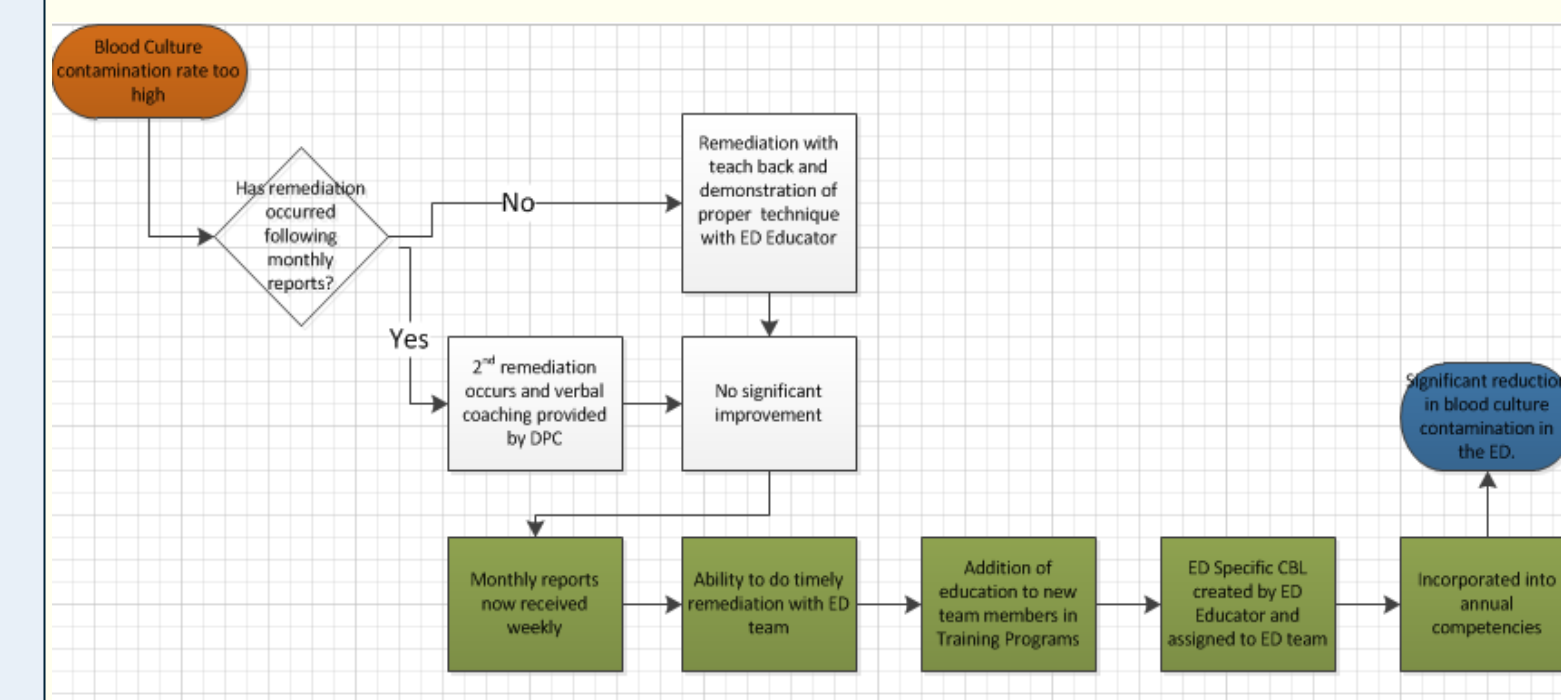 Blood Culture
contamination rate too
high
Has remediation
occurred
following
monthly
reports?
No
Yes
Remediation with
teach back and
demonstration of
proper technique
with ED Educator
2nd remediation
occurs and verbal
coaching provided
by DPC
No significant
improvement
Monthly reports
now received
weekly
Ability to do timely
remediation with ED
team
Addition of
education to new
team members in
Training Programs
ED Specific CBL
created by ED
Educator and
assigned to ED team
Incorporated into
annual
competencies
Significant reduction
in blood culture
contamination in
the ED.